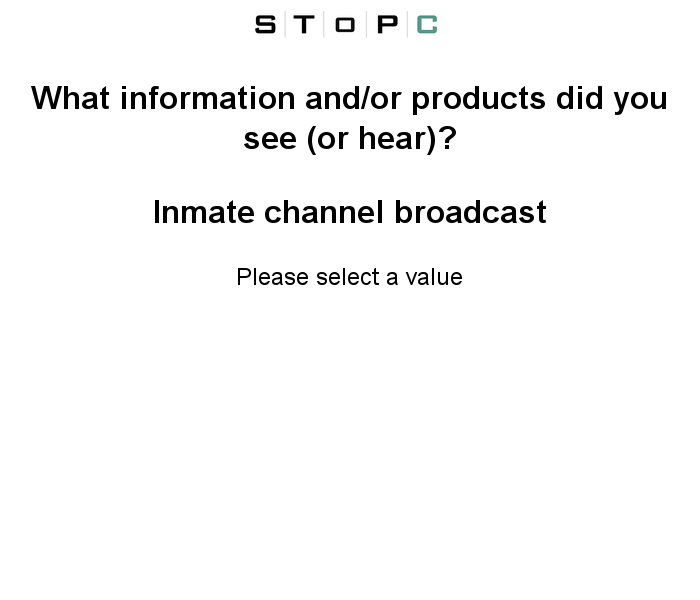 S T o P C
What information and/or products did you
see (or hear)?
Inmate channel broadcast
Please select a value